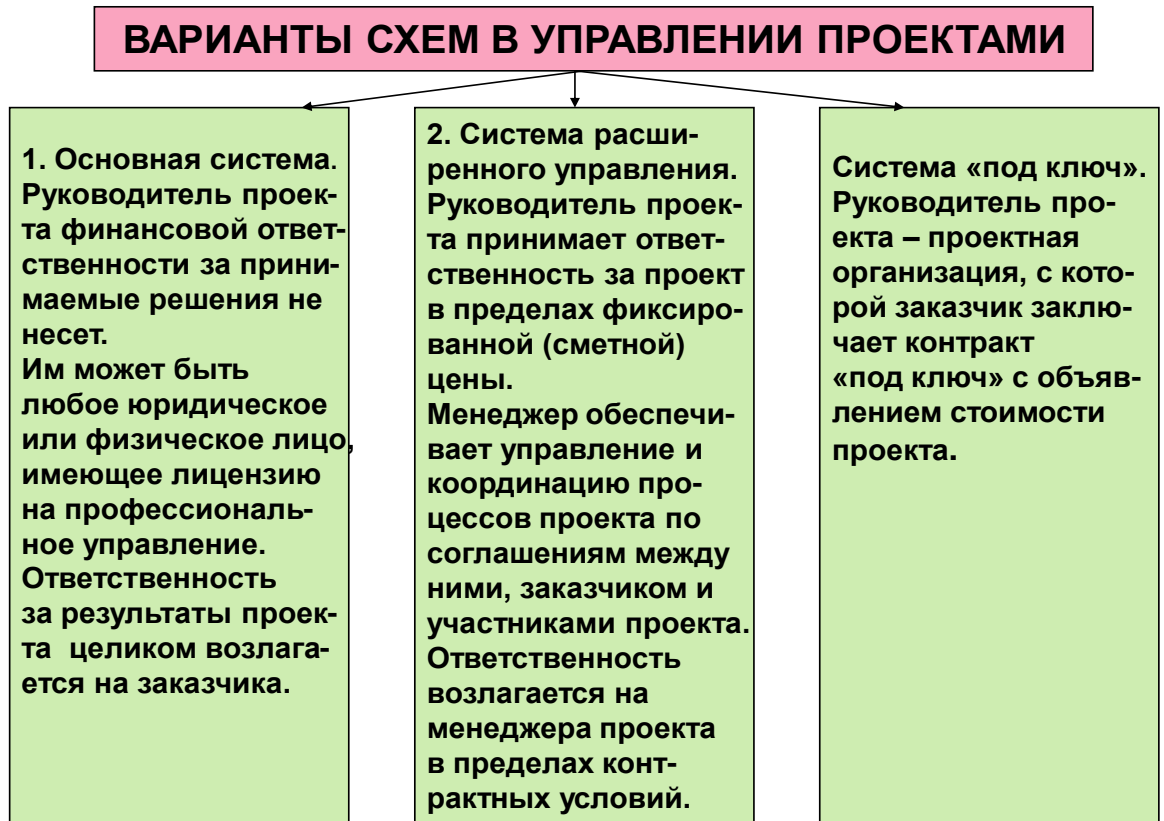 ВАРИАНТЫ СХЕМ В УПРАВЛЕНИИ ПРОЕКТАМИ
1. Основная система.
Руководитель проек-
та финансовой ответ-
ственности за прини-
маемые решения не
несет.
Им может быть
любое юридическое
или физическое лицо,
имеющее лицензию
на профессиональ-
ное управление.
Ответственность
за результаты проек-
та целиком возлага-
ется на заказчика.
2. Система расши-
ренного управления.
Руководитель проек-
та принимает ответ-
ственность за проект
в пределах фиксиро-
ванной (сметной)
цены.
Менеджер обеспечи-
вает управление и
координацию про-
цессов проекта по
соглашениям между
ними, заказчиком и
участниками проекта.
Ответственность
возлагается на
менеджера проекта
в пределах конт-
рактных условий.
Система «под ключ».
Руководитель про-
екта – проектная
организация, с кото-
рой заказчик заклю-
чает контракт
«под ключ» с объяв-
лением стоимости
проекта.